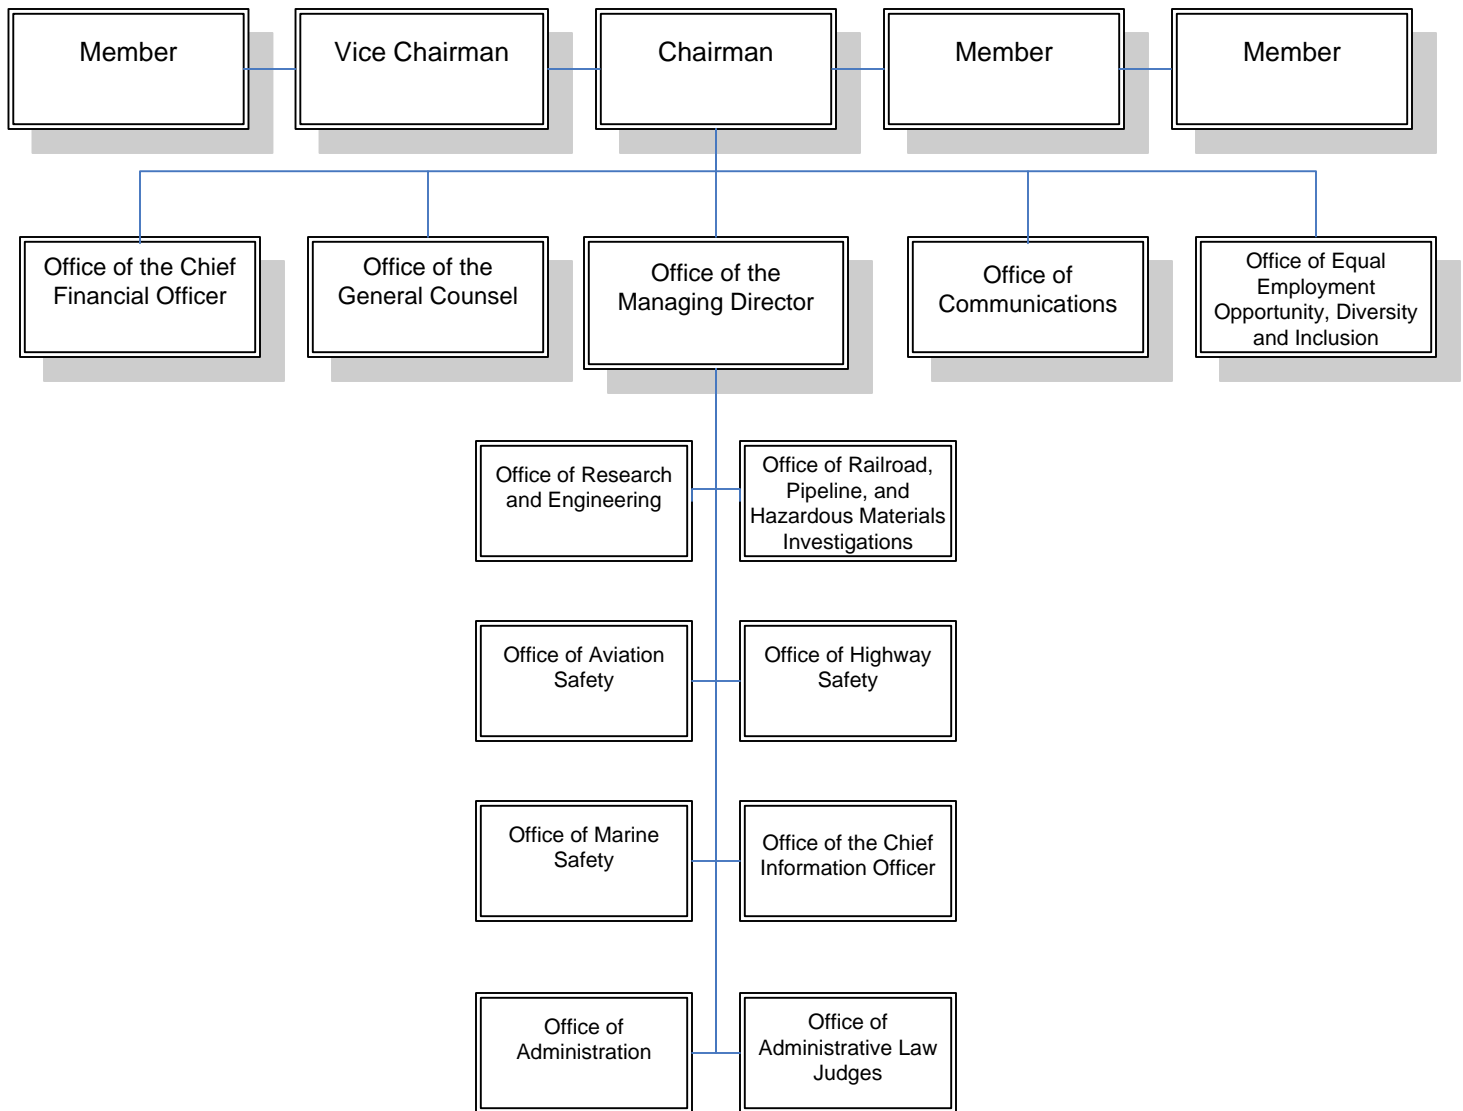 Member
Vice Chairman
Chairman
Member
Member
Office of the Chief
Financial Officer
Office of the
General Counsel
Office of the
Managing Director
Office of
Communications
Office of Equal
Employment
Opportunity, Diversity
and Inclusion
Office of Research
and Engineering
Office of Railroad,
Pipeline, and
Hazardous Materials
Investigations
Office of Aviation
Safety
Office of Highway
Safety
Office of Marine
Safety
Office of the Chief
Information Officer
Office of
Administration
Office of
Administrative Law
Judges